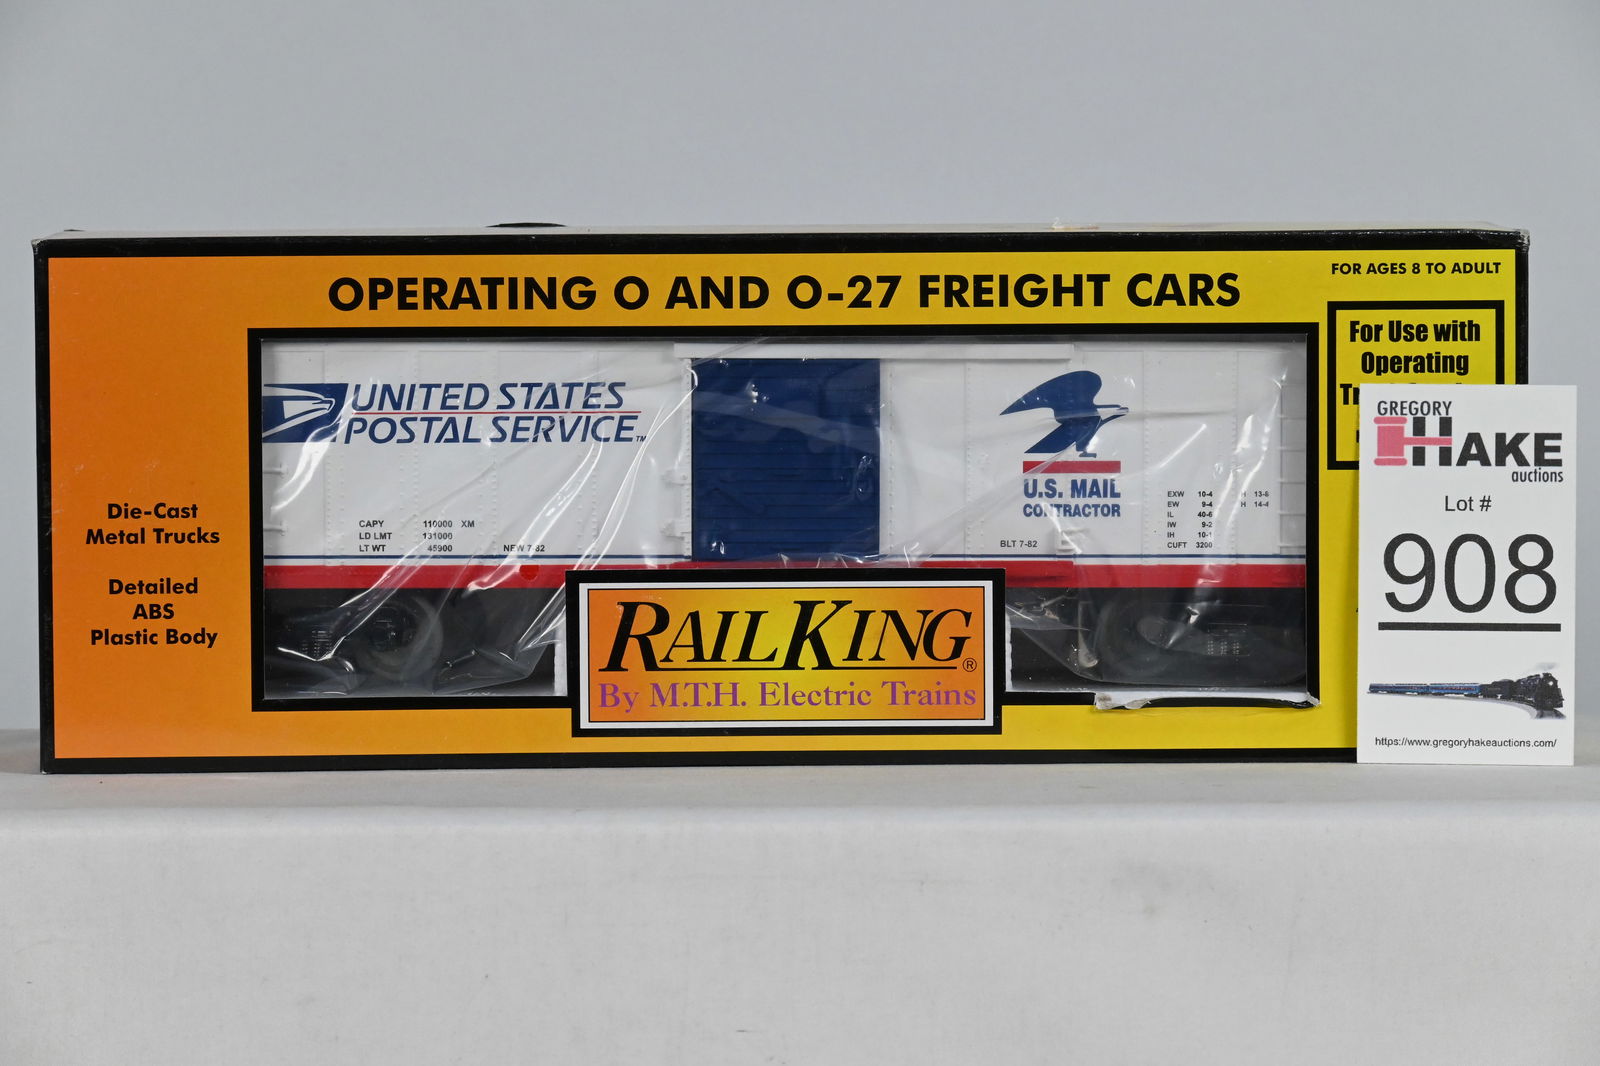 OPERATING O AND O-27 FREIGHT CARS
FOR AGES 8 TO ADULT
For Use with
Operating
Die-Cast
Metal Trucks
Detailed
ABS
Plastic Body
UNITED STATES
POSTAL SERVICE™
CAPY 110000 XM
LD LMT 131000
LT WT 45900 NEW 7-82
U.S. MAIL
CONTRACTOR
BLT 7-82
EXW 10-4 H 13-6
EW 9-4 H 14-4
IL 40-6
IW 9-2
IH 10-1
CUFT 3200
RAILKING®
By M.T.H. Electric Trains
GREGORY
HAKE
auctions
Lot #
908
https://www.gregoryhakeauctions.com/